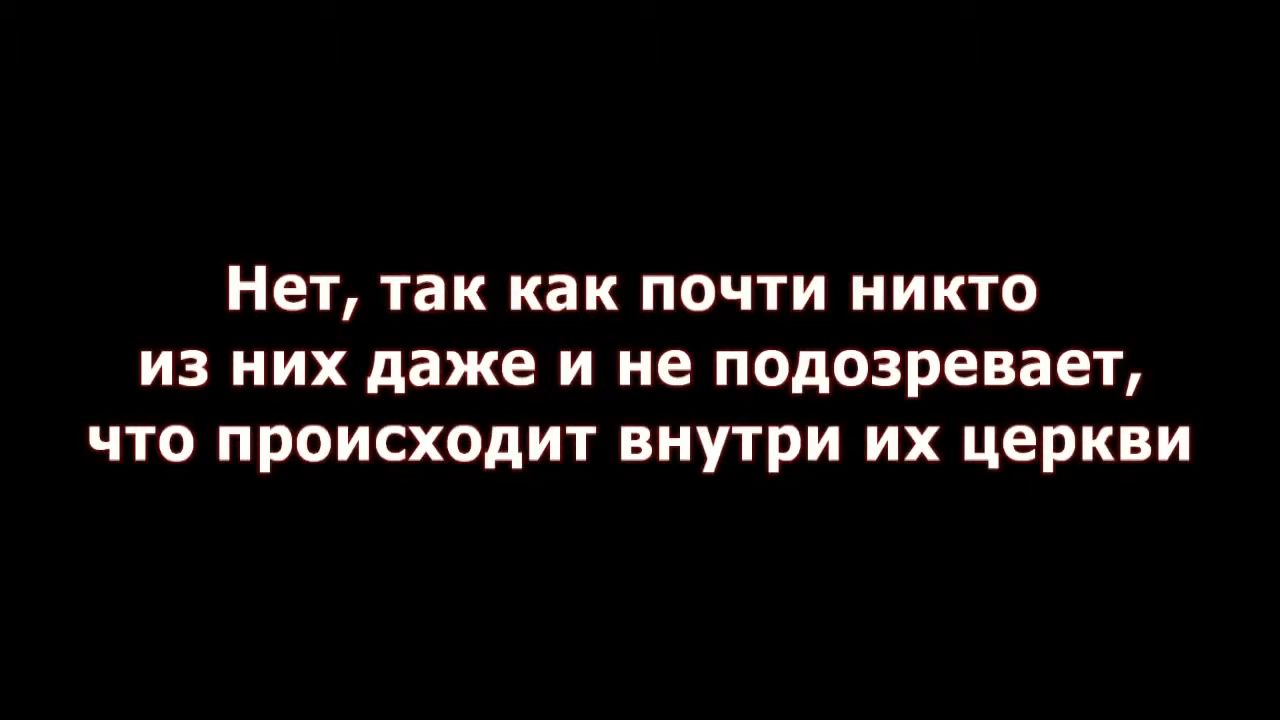 Нет, так как почти никто
из них даже и не подозревает,
что происходит внутри их церкви